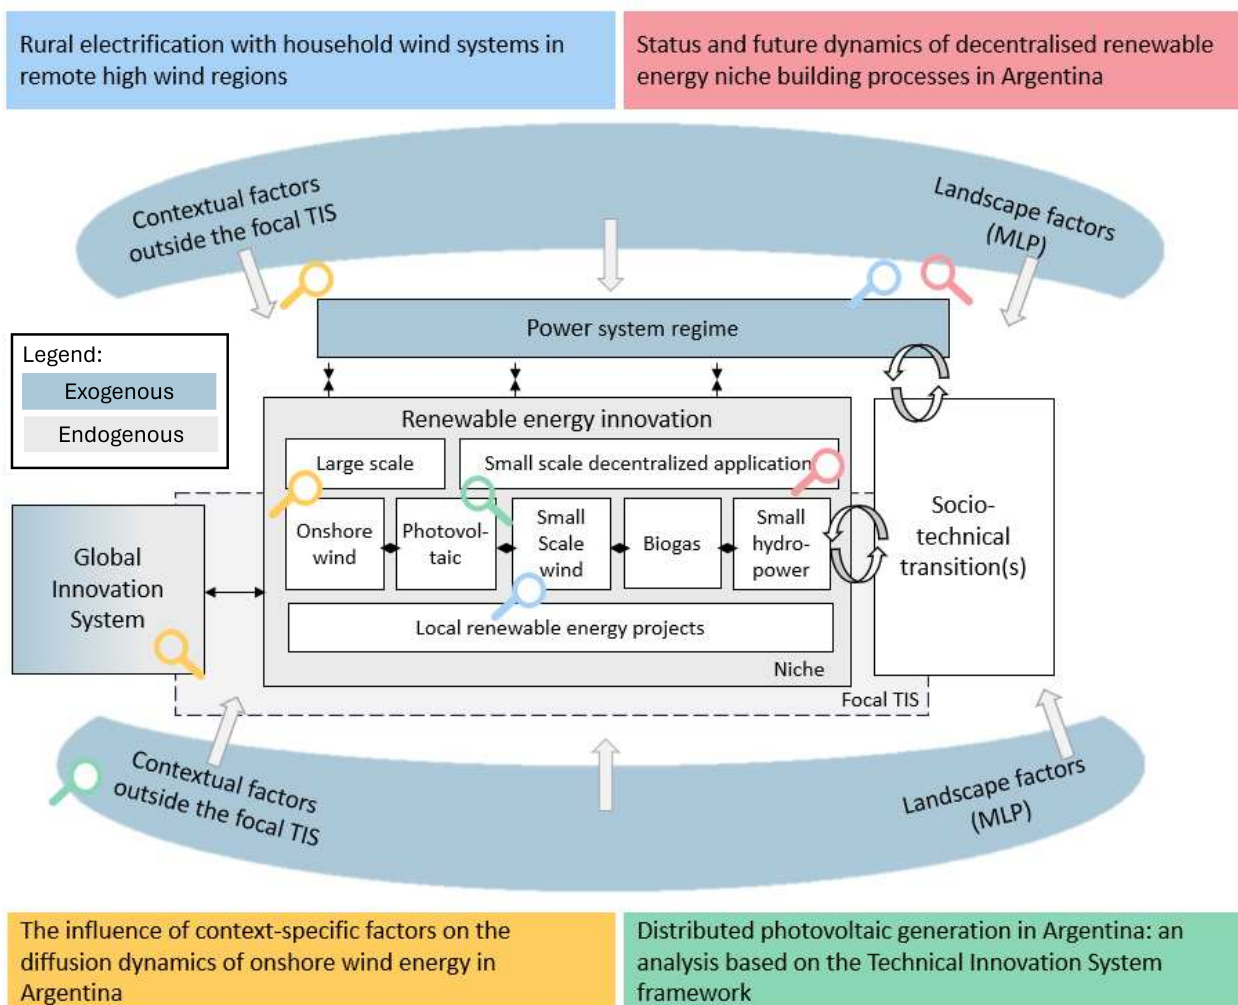 Rural electrification with household wind systems in
remote high wind regions
Status and future dynamics of decentralised renewable
energy niche building processes in Argentina
Contextual factors
outside the focal TIS
Landscape factors
(MLP)
Power system regime
Legend:
Exogenous
Endogenous
Renewable energy innovation
Large scale
Small scale decentralized application
Onshore
wind
Photovol-
taic
Small
Scale
wind
Biogas
Small
hydro-
power
Local renewable energy projects
Niche
Focal TIS
Global
Innovation
System
Socio-
technical
transition(s)
Contextual factors
outside the focal TIS
Landscape factors
(MLP)
The influence of context-specific factors on the
diffusion dynamics of onshore wind energy in
Argentina
Distributed photovoltaic generation in Argentina: an
analysis based on the Technical Innovation System
framework